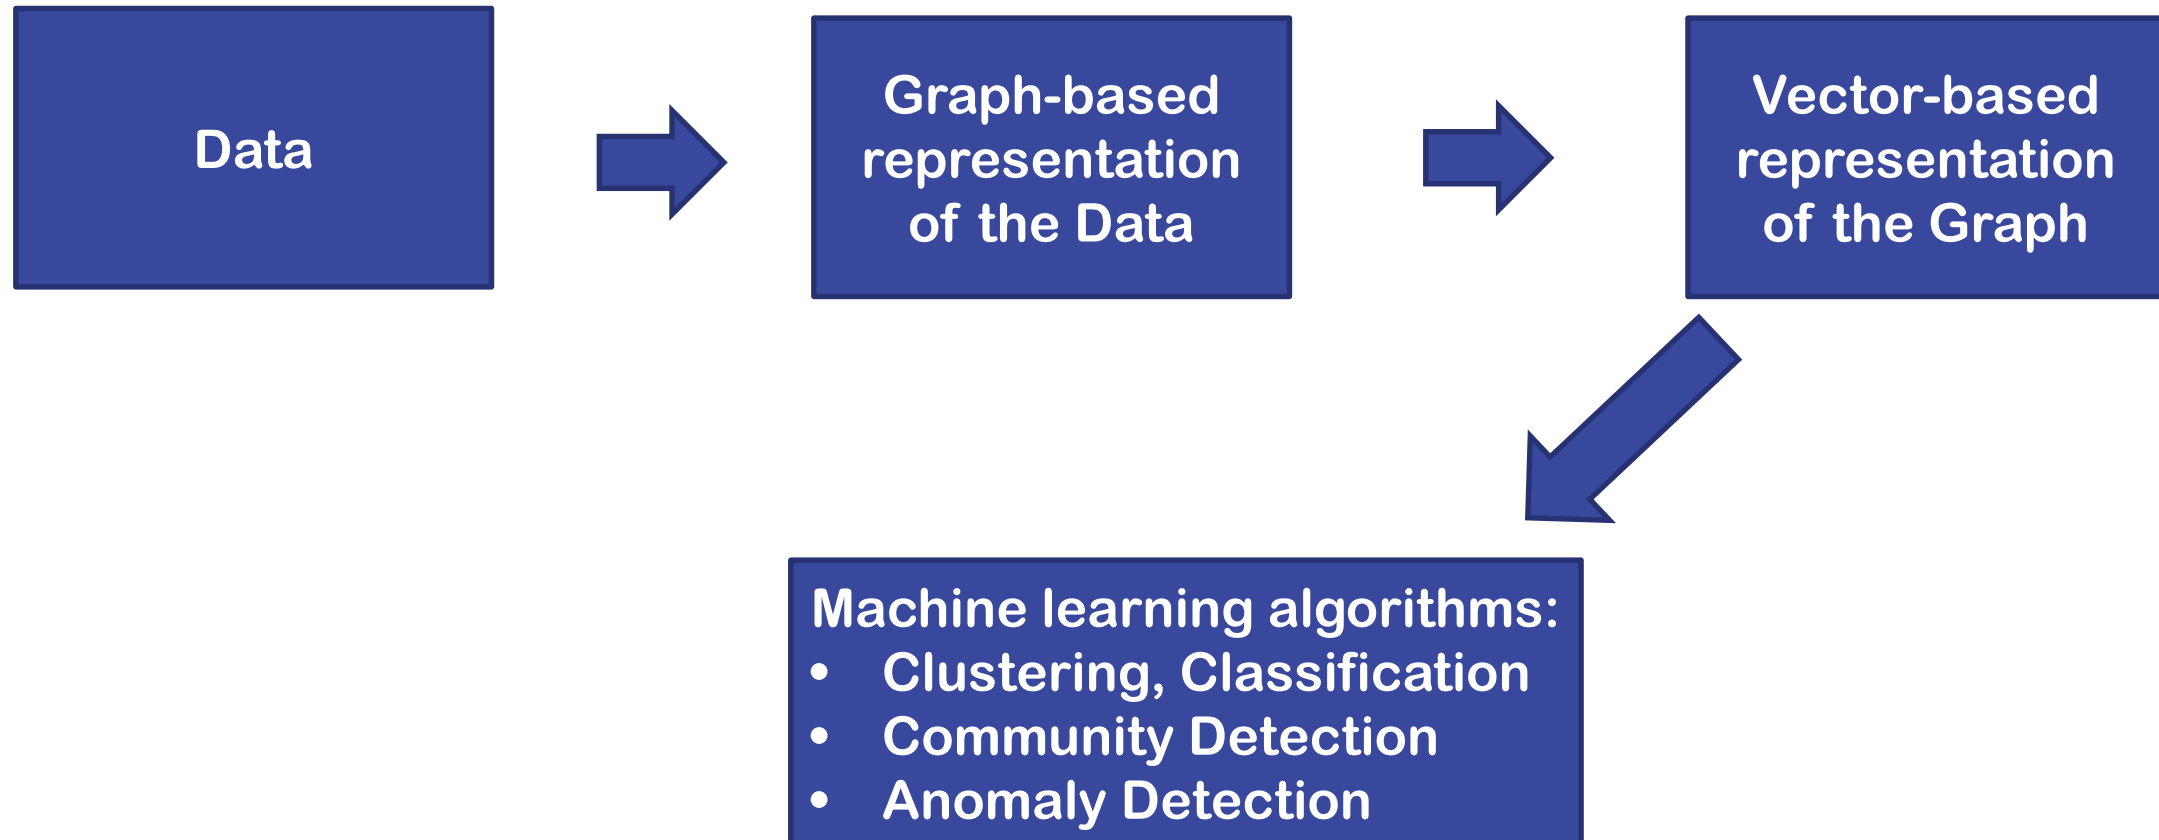 Data
Graph-based
representation
of the Data
Vector-based
representation
of the Graph
Machine learning algorithms:
• Clustering, Classification
• Community Detection
• Anomaly Detection